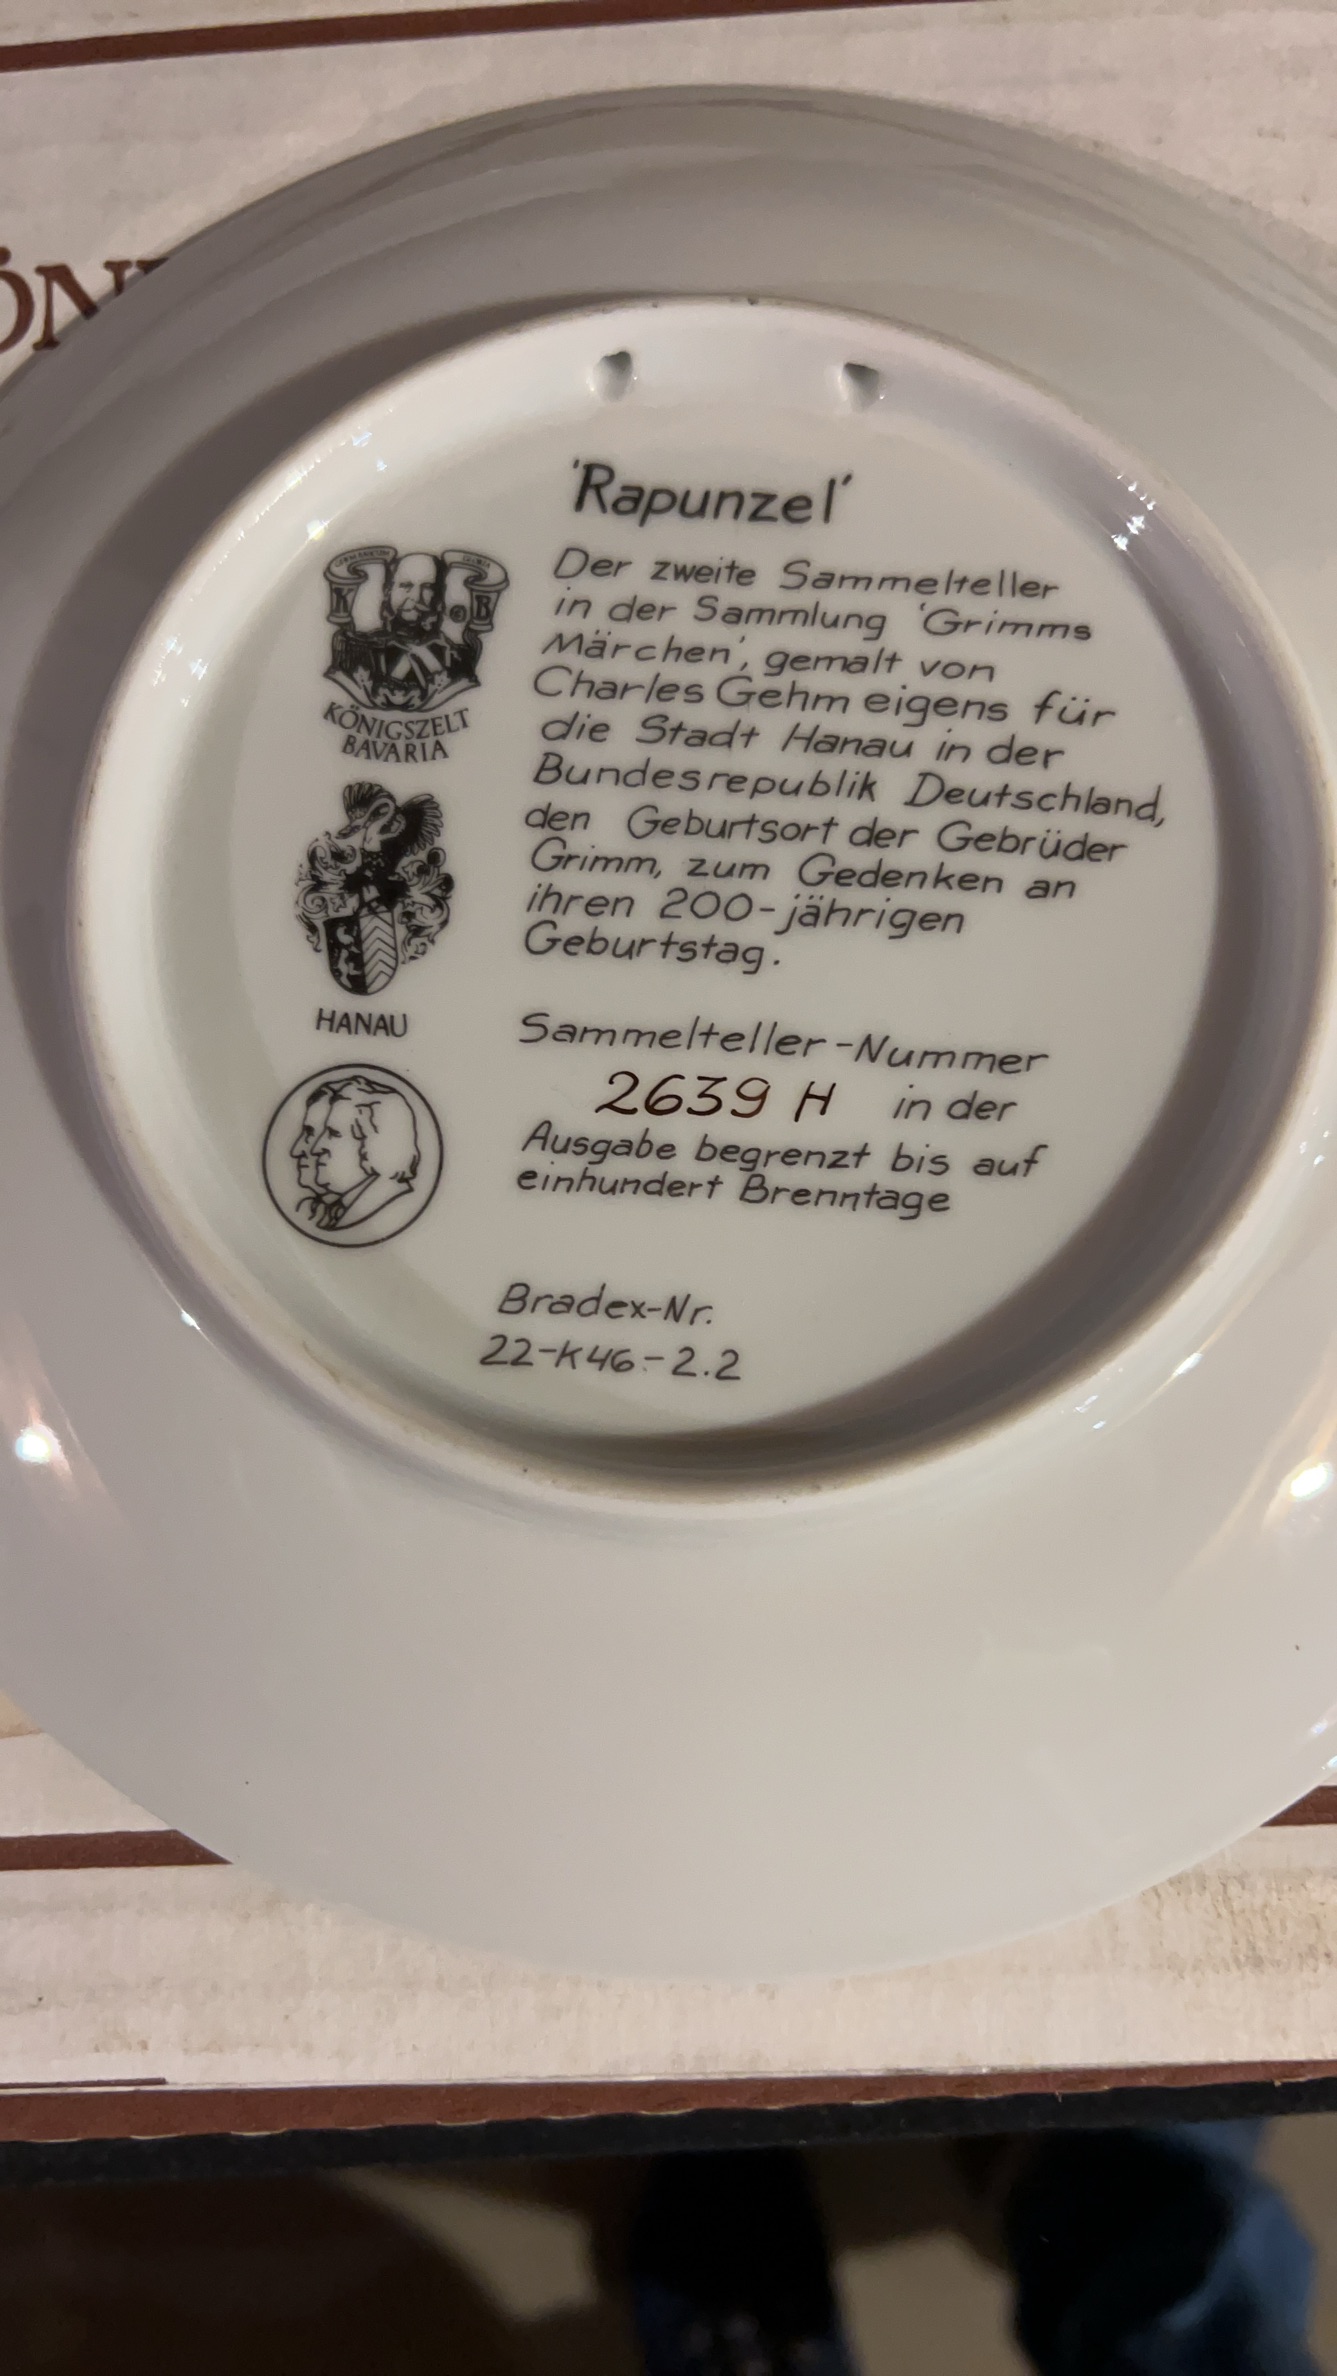 ÖNI
'Rapunzel'
Der zweite Sammelteller
in der Sammlung 'Grimms
Märchen', gemalt von
Charles Gehm eigens für
die Stadt Hanau in der
Bundesrepublik Deutschland,
den Geburtsort der Gebrüder
Grimm, zum Gedenken an
ihren 200-jährigen
Geburtstag.
K B
KÖNIGSZELT
BAVARIA
HANAU
Sammelteller-Nummer
2639 H in der
Ausgabe begrenzt bis auf
einhundert Brenntage
Bradex-Nr.
22-K46-2.2